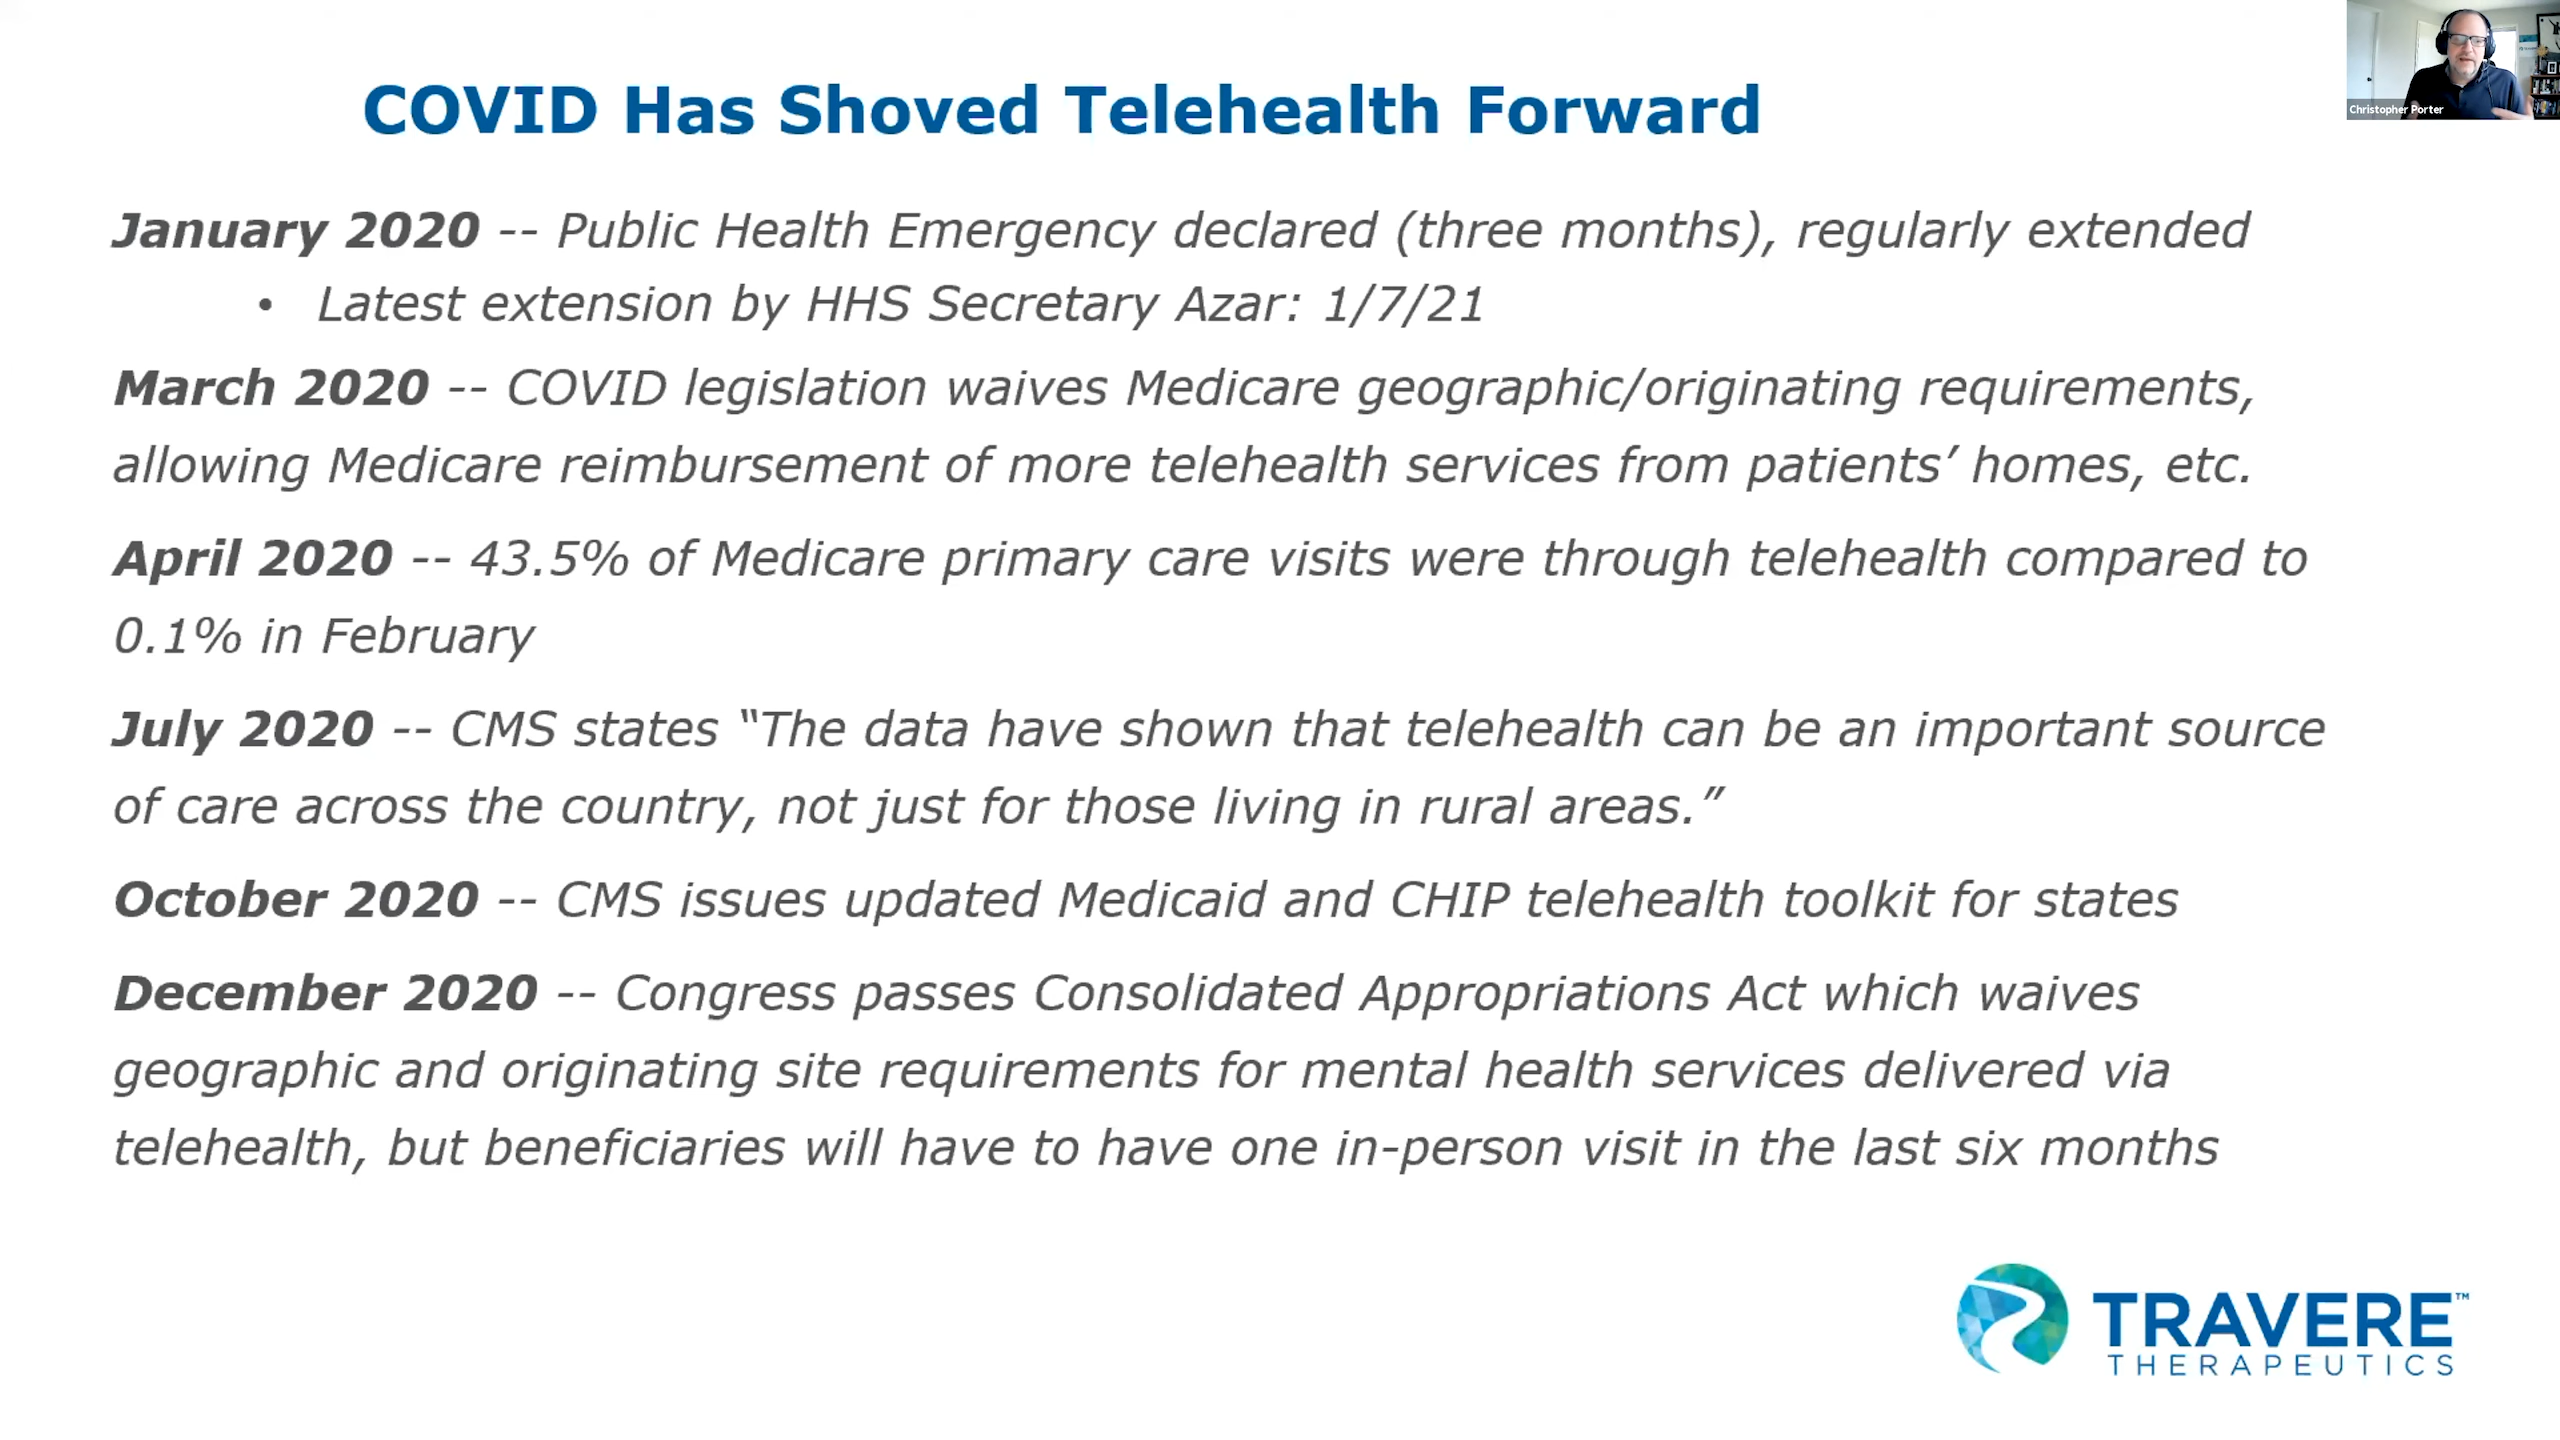 COVID Has Shoved Telehealth Forward
Christopher Porter
January 2020 -- Public Health Emergency declared (three months), regularly extended
• Latest extension by HHS Secretary Azar: 1/7/21
March 2020 -- COVID legislation waives Medicare geographic/originating requirements,
allowing Medicare reimbursement of more telehealth services from patients’ homes, etc.
April 2020 -- 43.5% of Medicare primary care visits were through telehealth compared to
0.1% in February
July 2020 -- CMS states “The data have shown that telehealth can be an important source
of care across the country, not just for those living in rural areas.”
October 2020 -- CMS issues updated Medicaid and CHIP telehealth toolkit for states
December 2020 -- Congress passes Consolidated Appropriations Act which waives
geographic and originating site requirements for mental health services delivered via
telehealth, but beneficiaries will have to have one in-person visit in the last six months
TRAVERE™
THERAPEUTICS